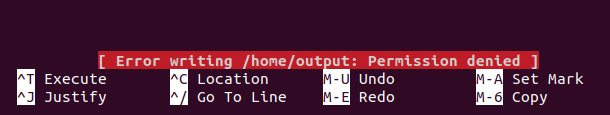 [ Error writing /home/output: Permission denied ]
^T Execute ^C Location M-U Undo M-A Set Mark
^J Justify ^/ Go To Line M-E Redo M-6 Copy